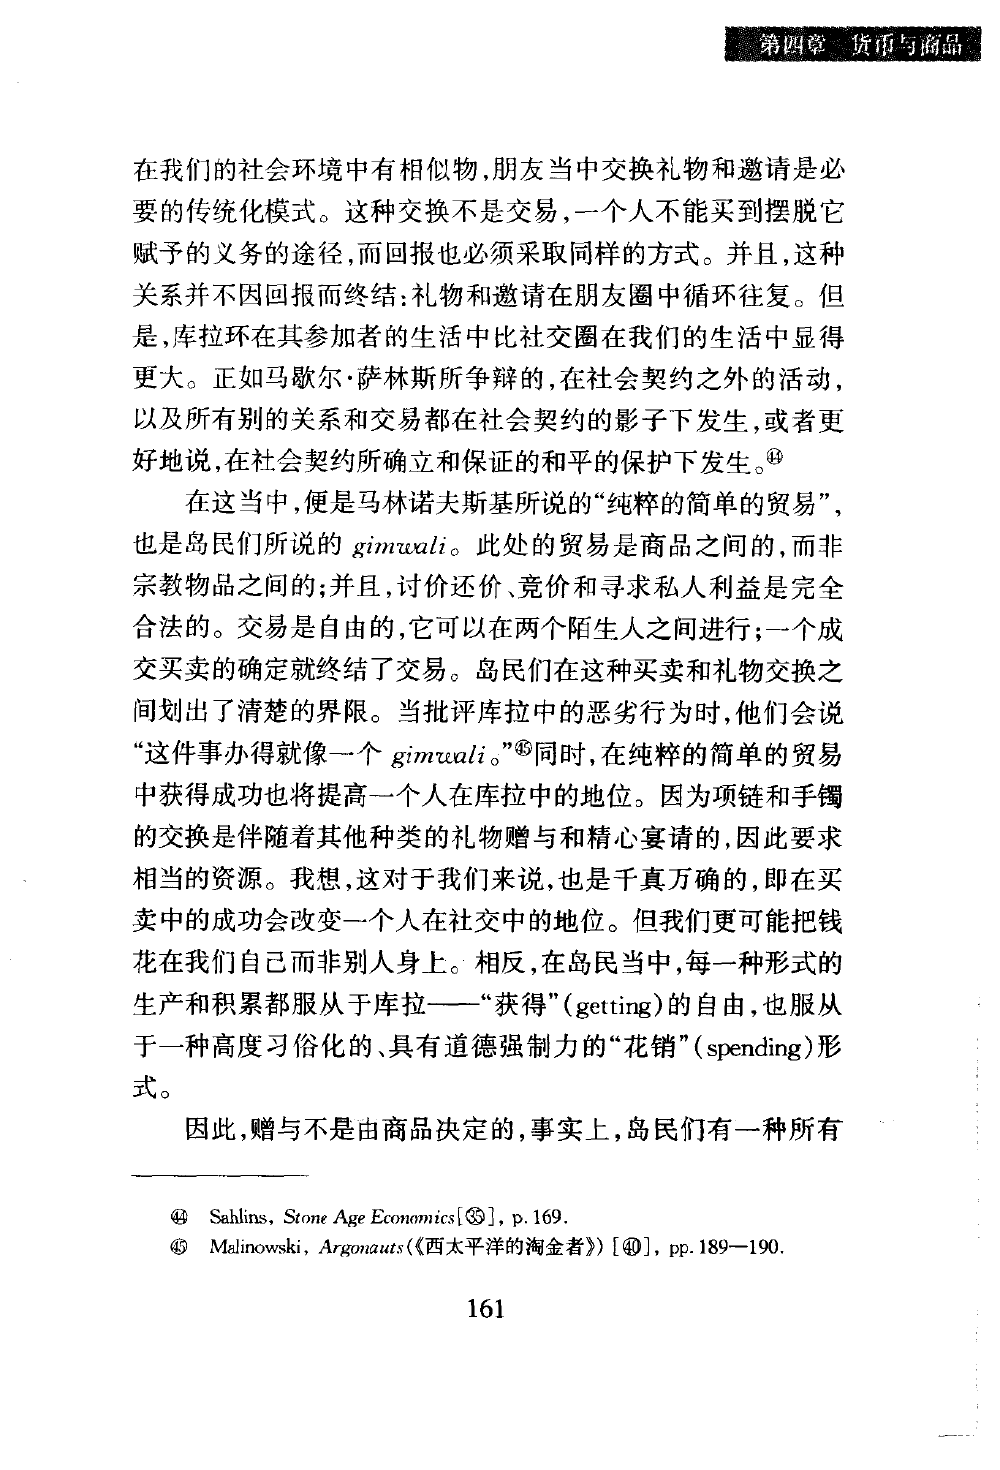 第四章 货币与商品
在我们的社会环境中有相似物,朋友当中交换礼物和邀请是必
要的传统化模式。这种交换不是交易,一个人不能买到摆脱它
赋予的义务的途径,而回报也必须采取同样的方式。并且,这种
关系并不因回报而终结:礼物和邀请在朋友圈中循环往复。但
是,库拉环在其参加者的生活中比社交圈在我们的生活中显得
更大。正如马歇尔·萨林斯所争辩的,在社会契约之外的活动,
以及所有别的关系和交易都在社会契约的影子下发生,或者更
好地说,在社会契约所确立和保证的和平的保护下发生。㊹
在这当中,便是马林诺夫斯基所说的“纯粹的简单的贸易”,
也是岛民们所说的 gimwali。此处的贸易是商品之间的,而非
宗教物品之间的;并且,讨价还价、竞价和寻求私人利益是完全
合法的。交易是自由的,它可以在两个陌生人之间进行;一个成
交买卖的确定就终结了交易。岛民们在这种买卖和礼物交换之
间划出了清楚的界限。当批评库拉中的恶劣行为时,他们会说
“这件事办得就像一个 gimwali。”㊺同时,在纯粹的简单的贸易
中获得成功也将提高一个人在库拉中的地位。因为项链和手镯
的交换是伴随着其他种类的礼物赠与和精心宴请的,因此要求
相当的资源。我想,这对于我们来说,也是千真万确的,即在买
卖中的成功会改变一个人在社交中的地位。但我们更可能把钱
花在我们自己而非别人身上。相反,在岛民当中,每一种形式的
生产和积累都服从于库拉——“获得”(getting)的自由,也服从
于一种高度习俗化的、具有道德强制力的“花销”(spending)形
式。
因此,赠与不是由商品决定的,事实上,岛民们有一种所有
㊹ Sahlins, Stone Age Economics[㉟], p.169.
㊺ Malinowski, Argonauts(《西太平洋的淘金者》)[㊵], pp.189—190.
161